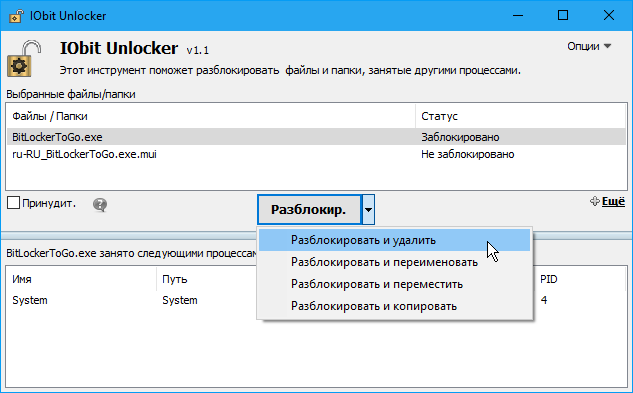 IObit Unlocker
IObit Unlocker v1.1
Опции
Этот инструмент поможет разблокировать файлы и папки, занятые другими процессами.
Выбранные файлы/папки
Файлы / Папки Статус
BitLockerToGo.exe Заблокировано
ru-RU_BitLockerToGo.exe.mui Не заблокировано
Принудит. ? Разблокир. Ещё
Разблокировать и удалить
Разблокировать и переименовать
Разблокировать и переместить
Разблокировать и копировать
BitLockerToGo.exe занято следующими процессам
Имя Путь PID
System System 4